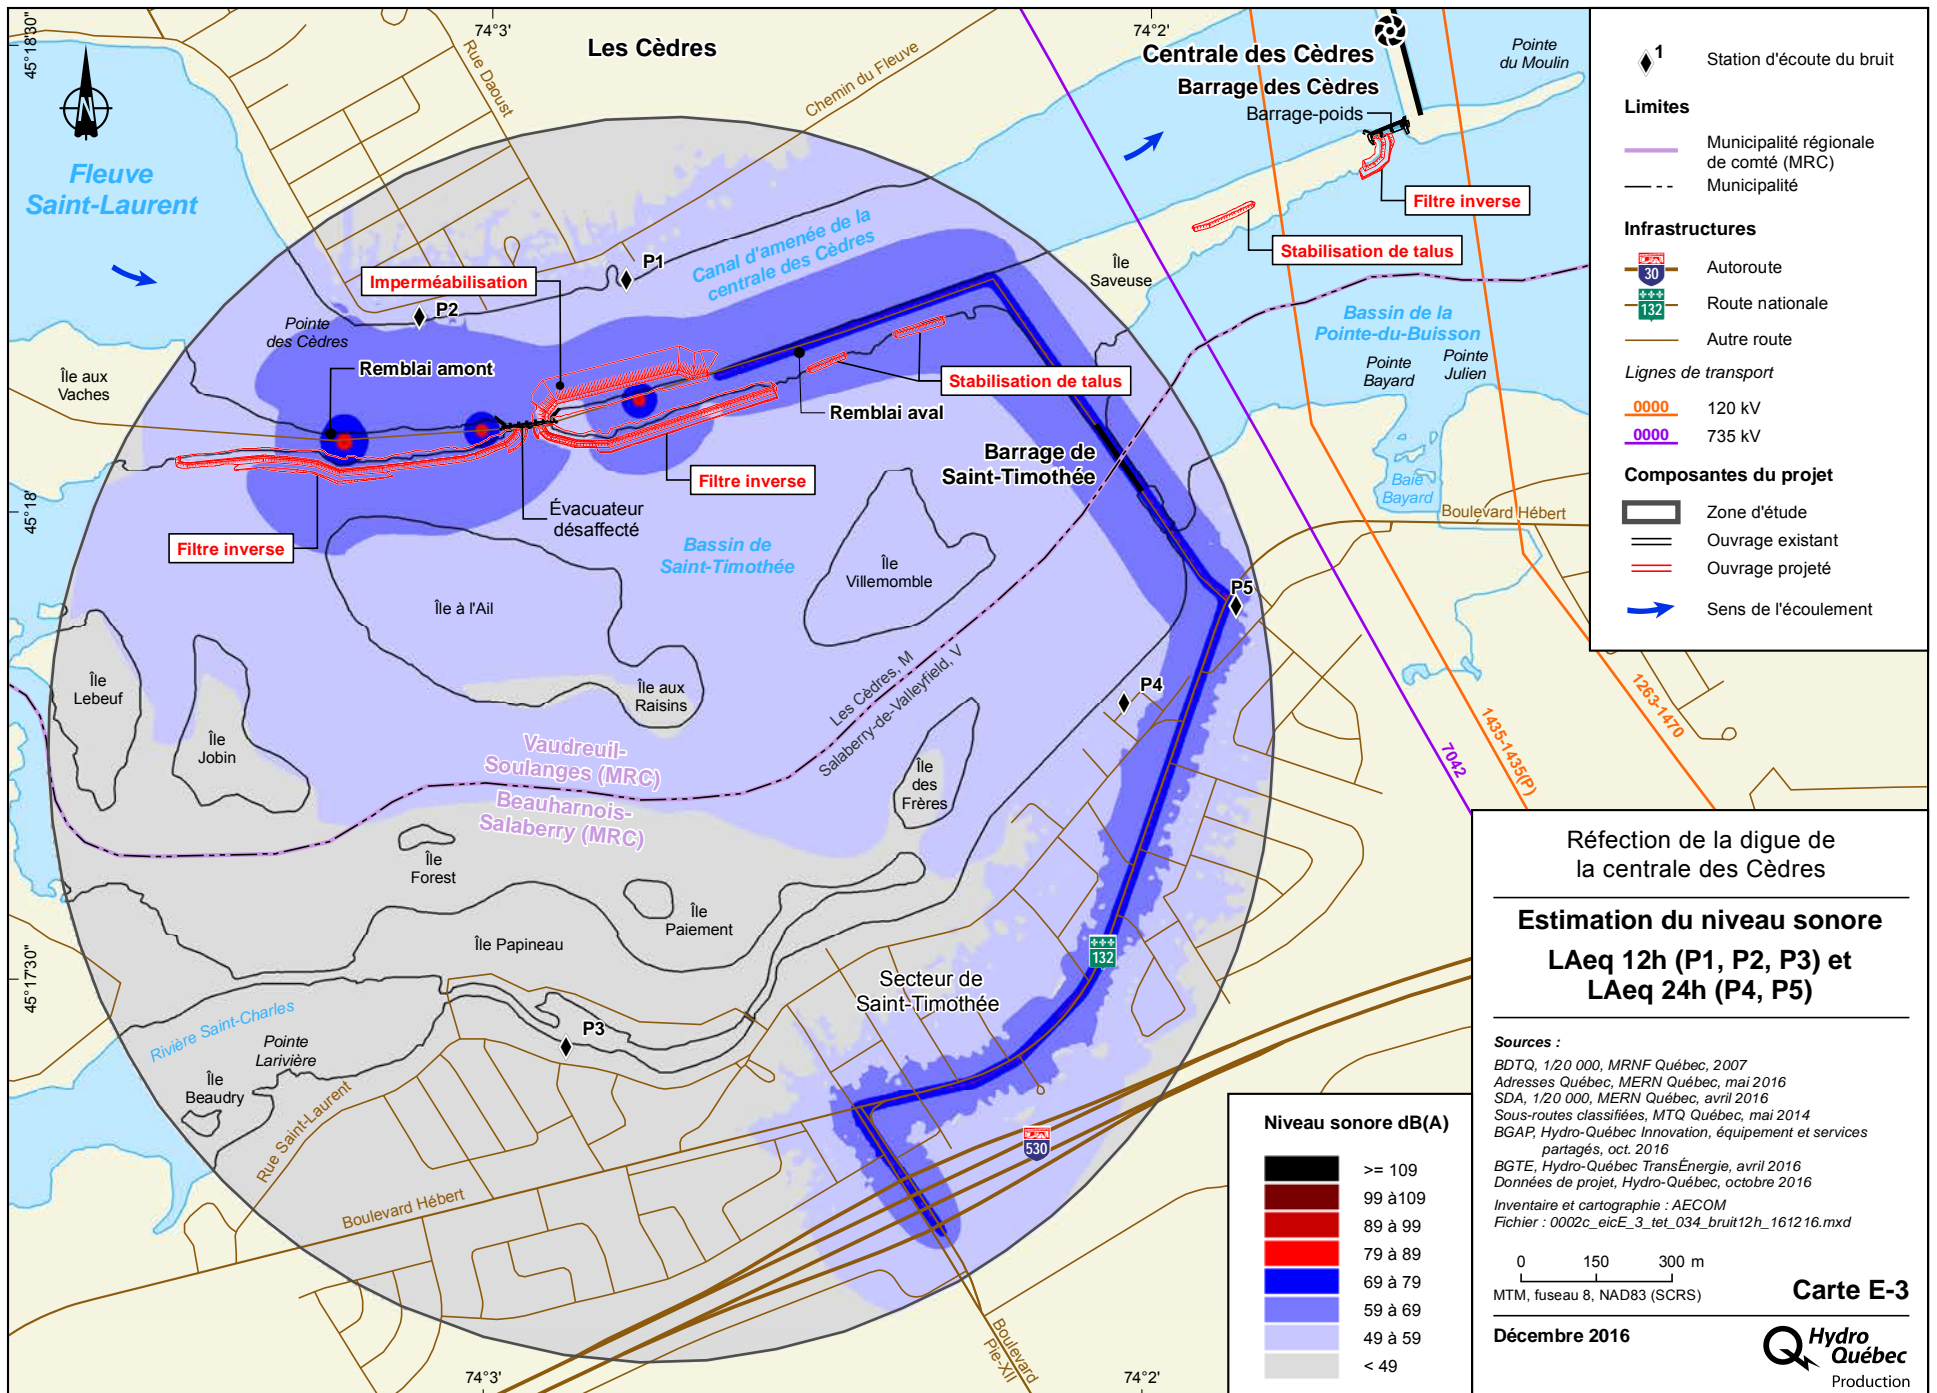 74°3'
74°2'
45°18'30"
45°18'
45°17'30"
74°3'
74°2'
Les Cèdres
Rue Daoust
Chemin du Fleuve
Fleuve
Saint-Laurent
N
Centrale des Cèdres
Barrage des Cèdres
Barrage-poids
Pointe
du Moulin
Filtre inverse
Stabilisation de talus
Île
Saveuse
Canal d'amenée de la
centrale des Cèdres
P1
Imperméabilisation
P2
Pointe
des Cèdres
Remblai amont
Île aux
Vaches
Stabilisation de talus
Remblai aval
Bassin de la
Pointe-du-Buisson
Pointe
Bayard
Pointe
Julien
Baie
Bayard
Boulevard Hébert
Barrage de
Saint-Timothée
Filtre inverse
Évacuateur
désaffecté
Filtre inverse
Bassin de
Saint-Timothée
Île
Villemomble
Île à l'Ail
P5
P4
Île
Lebeuf
Île
Jobin
Île aux
Raisins
Les Cèdres, M
Salaberry-de-Valleyfield, V
Vaudreuil-
Soulanges (MRC)
Beauharnois-
Salaberry (MRC)
Île
des
Frères
7042
1435-1435(P)
1263-1470
Île
Forest
Île
Paiement
Île Papineau
Secteur de
Saint-Timothée
132
Rivière Saint-Charles
Pointe
Larivière
P3
Île
Beaudry
Rue Saint-Laurent
Boulevard Hébert
530
Boulevard
Pie-XII
1
Station d'écoute du bruit
Limites
Municipalité régionale
de comté (MRC)
Municipalité
Infrastructures
30
Autoroute
132
Route nationale
Autre route
Lignes de transport
0000
120 kV
0000
735 kV
Composantes du projet
Zone d'étude
Ouvrage existant
Ouvrage projeté
Sens de l'écoulement
Niveau sonore dB(A)
>= 109
99 à109
89 à 99
79 à 89
69 à 79
59 à 69
49 à 59
< 49
Réfection de la digue de
la centrale des Cèdres
Estimation du niveau sonore
LAeq 12h (P1, P2, P3) et
LAeq 24h (P4, P5)
Sources :
BDTQ, 1/20 000, MRNF Québec, 2007
Adresses Québec, MERN Québec, mai 2016
SDA, 1/20 000, MERN Québec, avril 2016
Sous-routes classifiées, MTQ Québec, mai 2014
BGAP, Hydro-Québec Innovation, équipement et services
partagés, oct. 2016
BGTE, Hydro-Québec TransÉnergie, avril 2016
Données de projet, Hydro-Québec, octobre 2016
Inventaire et cartographie : AECOM
Fichier : 0002c_eicE_3_tet_034_bruit12h_161216.mxd
0 150 300 m
MTM, fuseau 8, NAD83 (SCRS)
Carte E-3
Décembre 2016
Hydro
Québec
Production